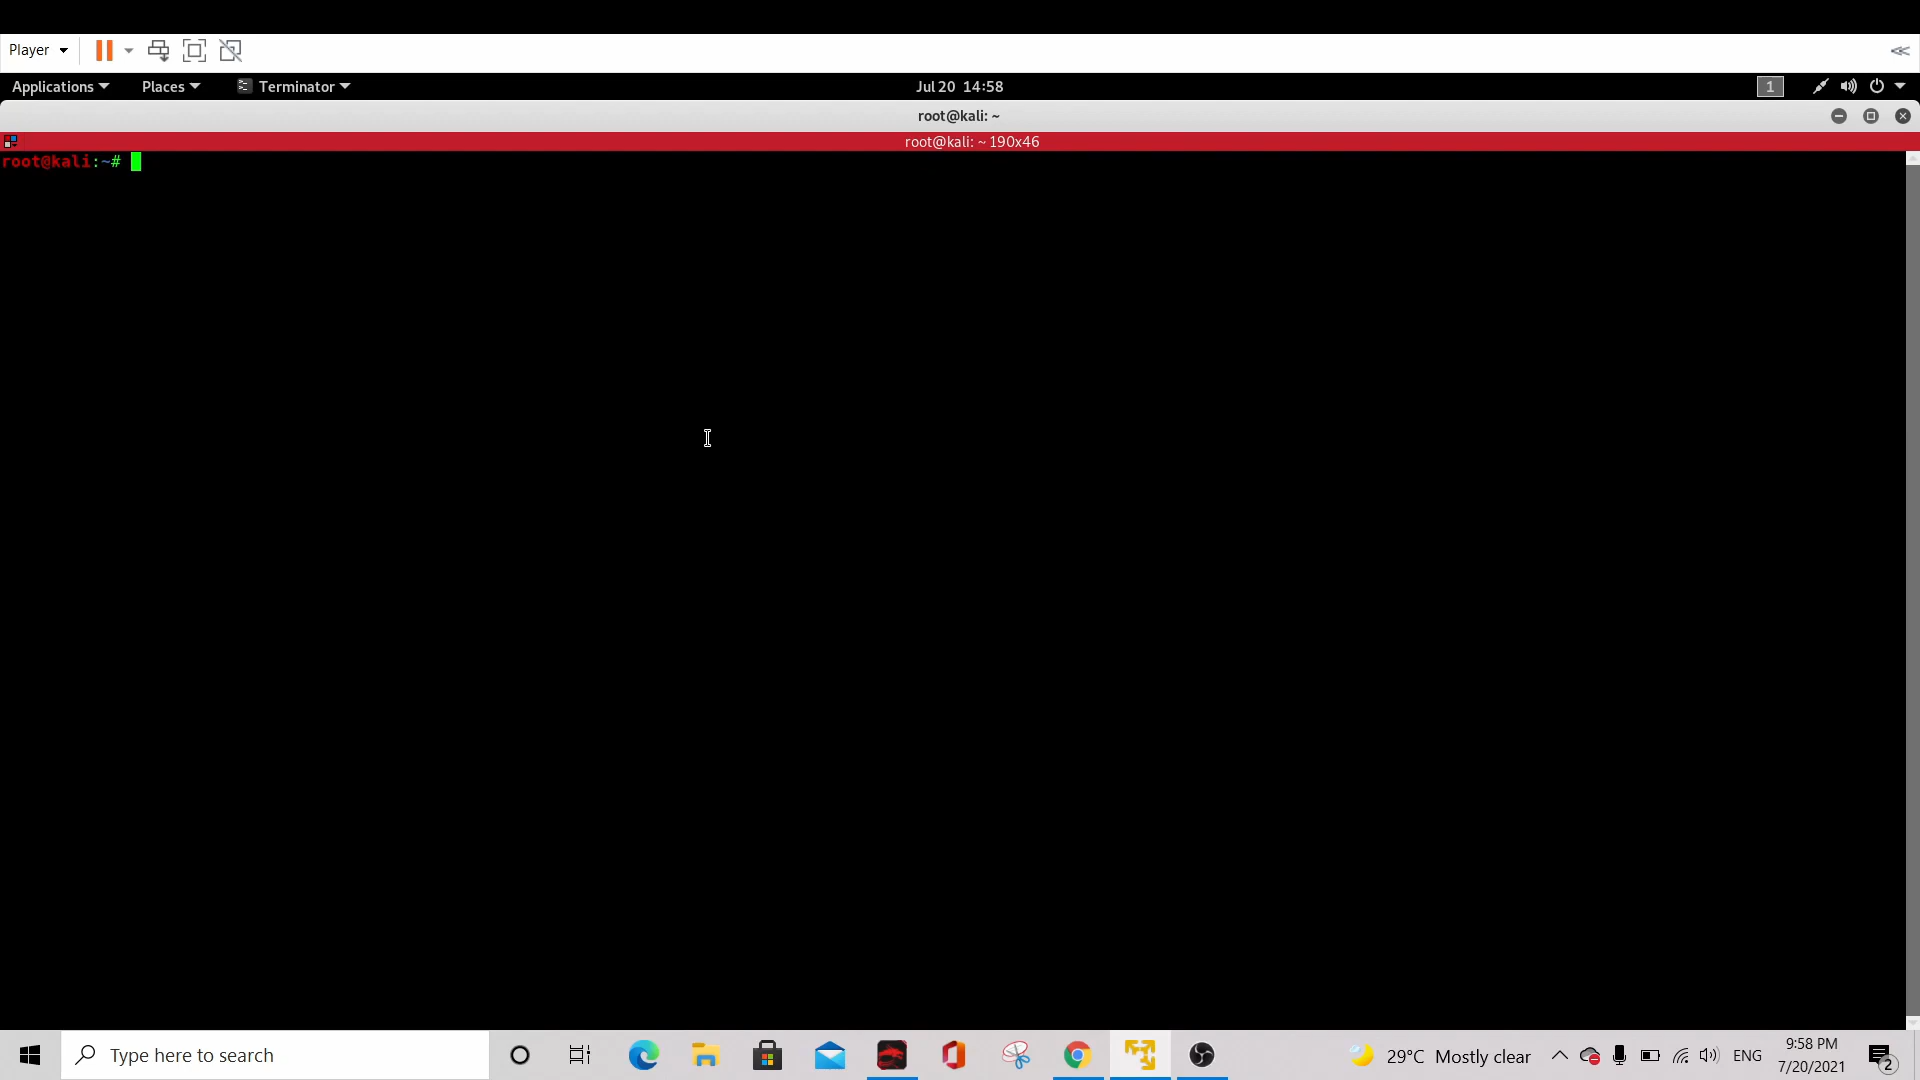 Player
Applications Places Terminator Jul 20 14:58 1
root@kali: ~
root@kali: ~ 190x46
root@kali:~#
Type here to search
29°C Mostly clear
ENG
9:58 PM
7/20/2021
2